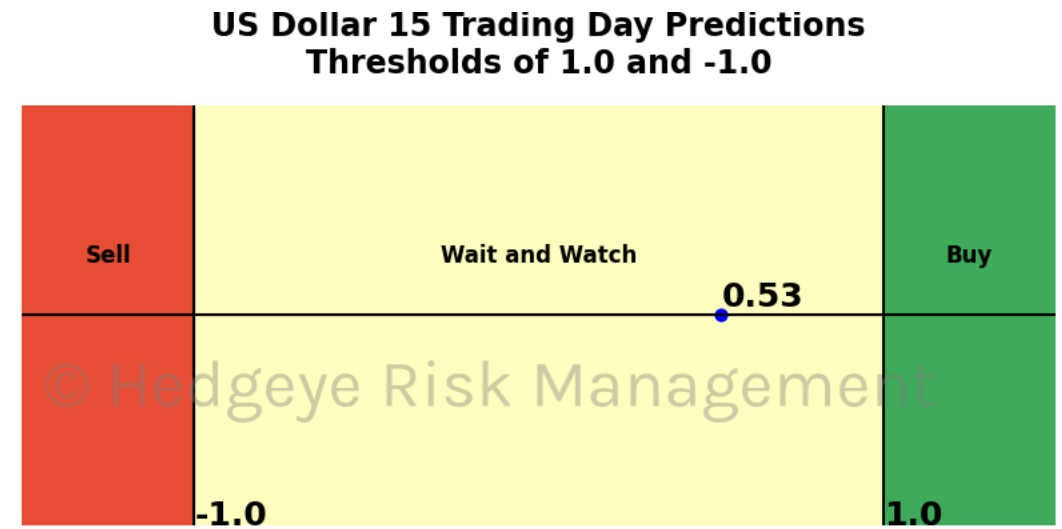 US Dollar 15 Trading Day Predictions
Thresholds of 1.0 and -1.0
Sell
Wait and Watch
Buy
0.53
© Hedgeye Risk Management
-1.0
1.0